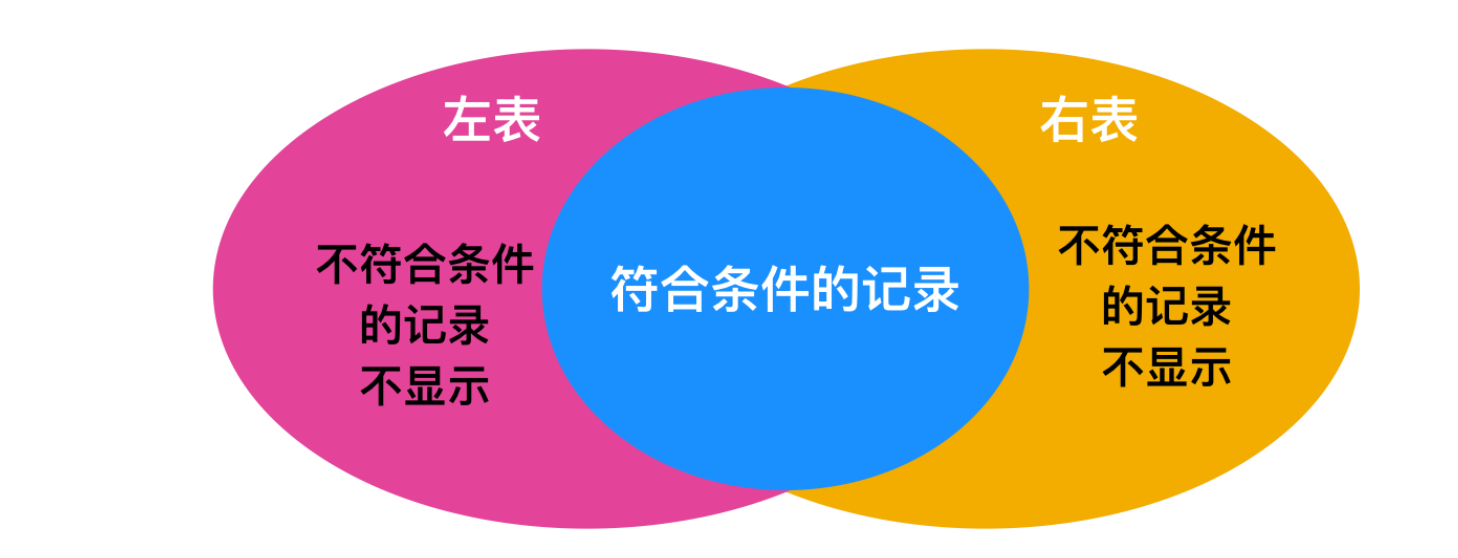 左表
右表
不符合条件
的记录
不显示
符合条件的记录
不符合条件
的记录
不显示